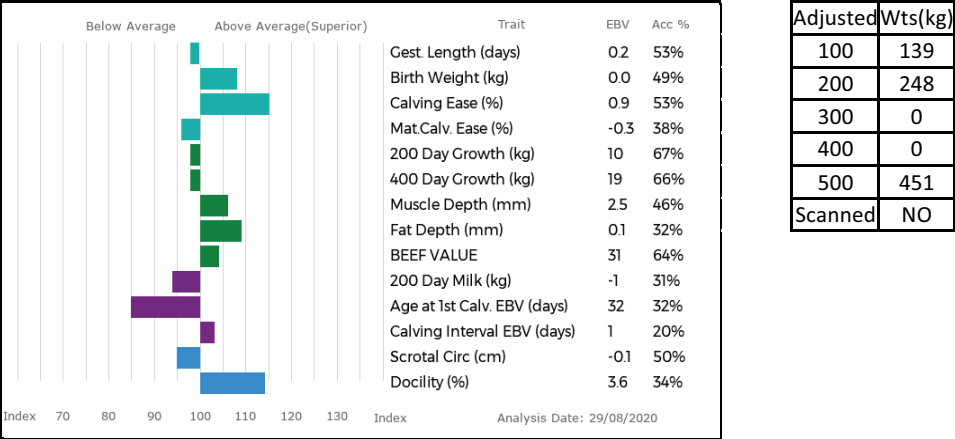 Below Average Above Average(Superior) Trait EBV Acc %
Gest. Length (days) 0.2 53%
Birth Weight (kg) 0.0 49%
Calving Ease (%) 0.9 53%
Mat.Calv. Ease (%) -0.3 38%
200 Day Growth (kg) 10 67%
400 Day Growth (kg) 19 66%
Muscle Depth (mm) 2.5 46%
Fat Depth (mm) 0.1 32%
BEEF VALUE 31 64%
200 Day Milk (kg) -1 31%
Age at 1st Calv. EBV (days) 32 32%
Calving Interval EBV (days) 1 20%
Scrotal Circ (cm) -0.1 50%
Docility (%) 3.6 34%
Index 70 80 90 100 110 120 130 Index Analysis Date: 29/08/2020
Adjusted Wts(kg)
100 139
200 248
300 0
400 0
500 451
Scanned NO